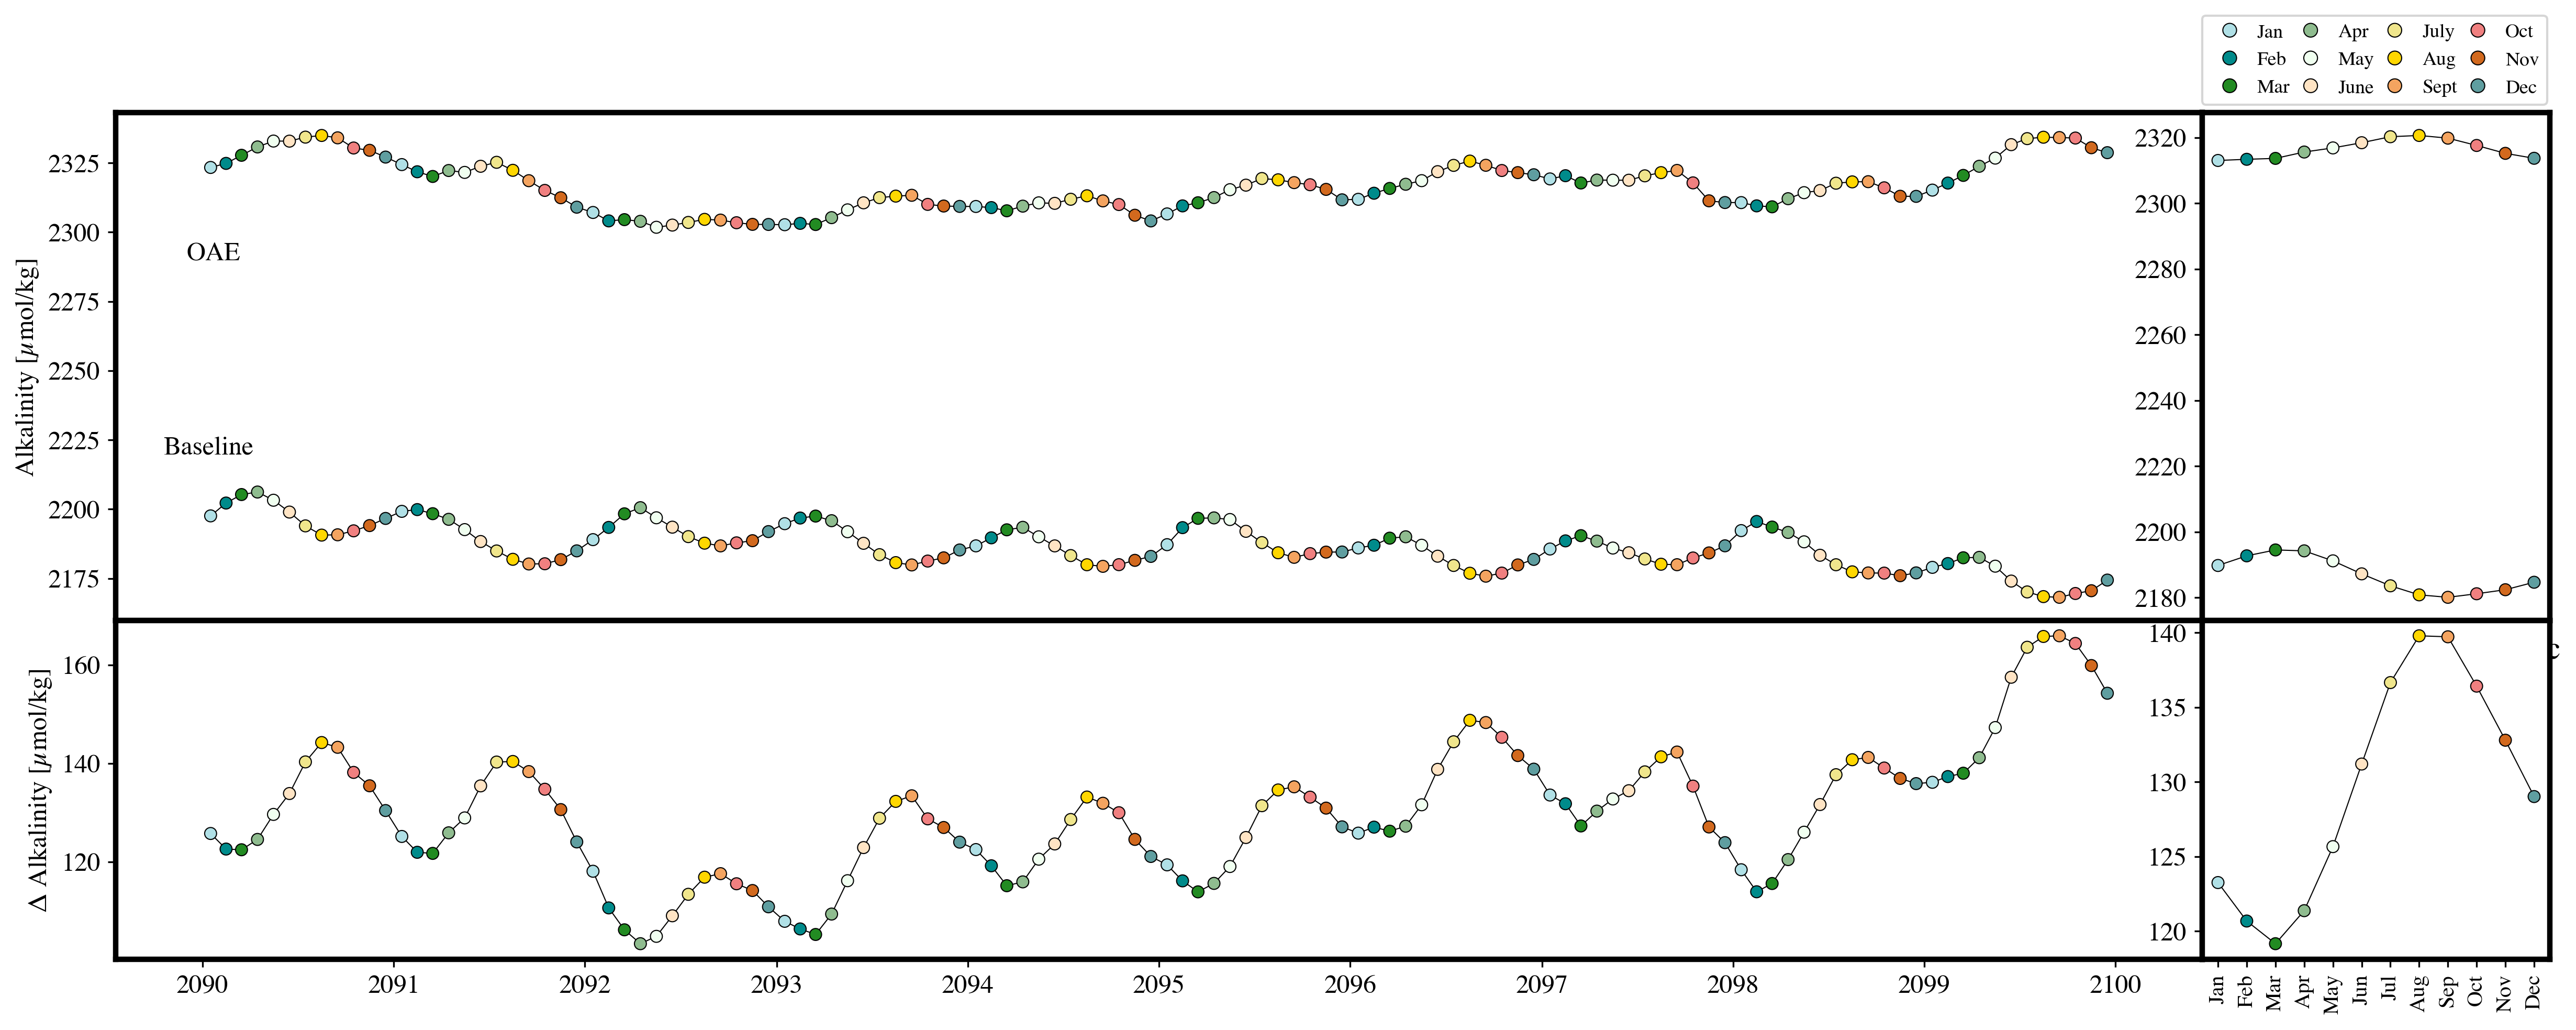 Jan Apr July Oct
Feb May Aug Nov
Mar June Sept Dec
Alkalinity [μmol/kg]
2325
2300
2275
2250
2225
2200
2175
OAE
Baseline
2320
2300
2280
2260
2240
2220
2200
2180
Δ Alkalinity [μmol/kg]
160
140
120
140
135
130
125
120
c
2090 2091 2092 2093 2094 2095 2096 2097 2098 2099 2100
Jan Feb Mar Apr May Jun Jul Aug Sep Oct Nov Dec